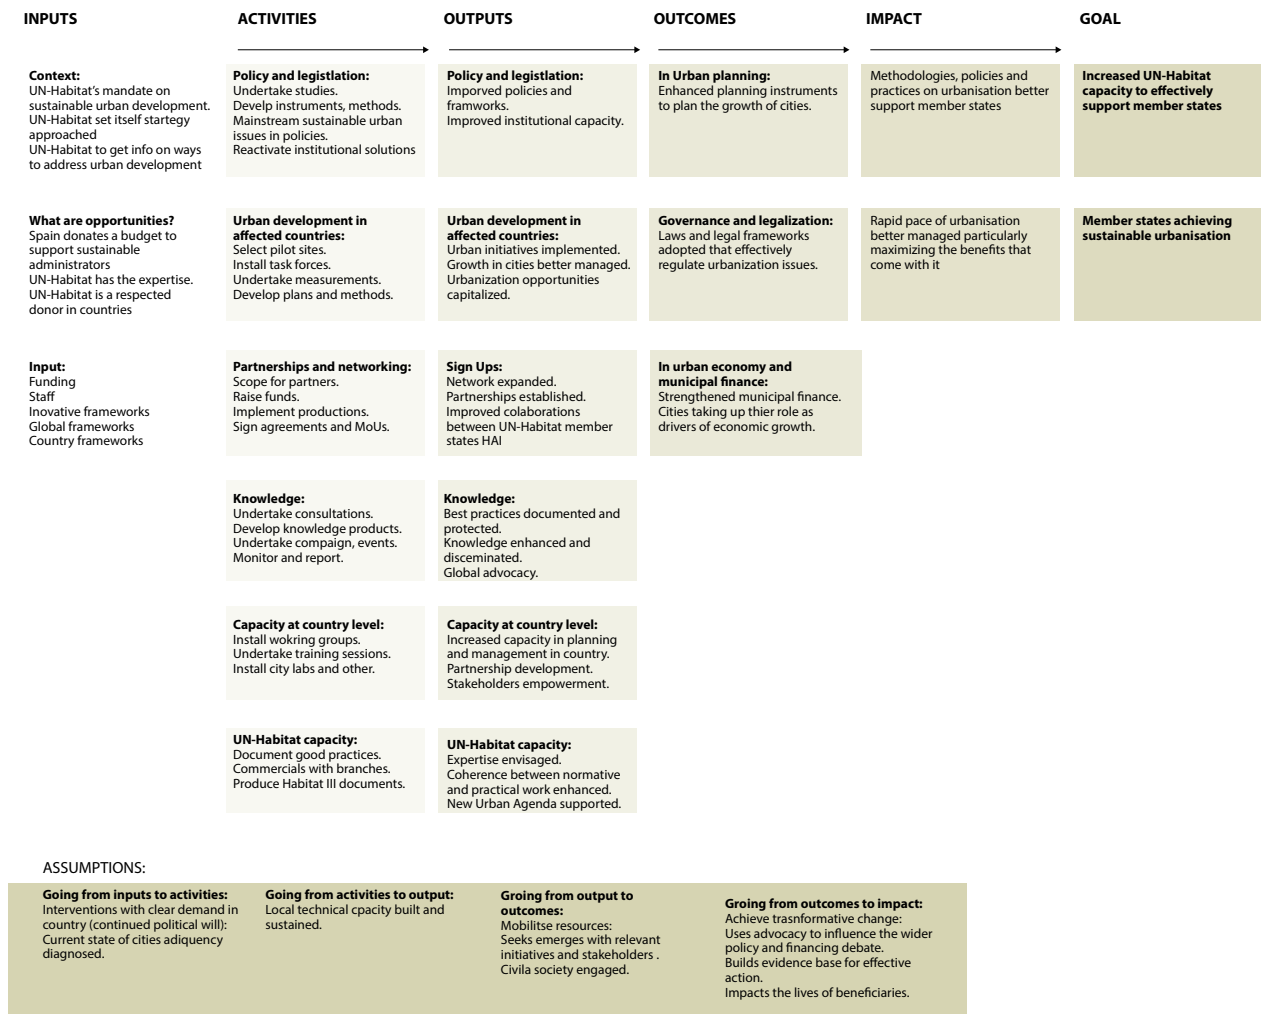 INPUTS
ACTIVITIES
OUTPUTS
OUTCOMES
IMPACT
GOAL
Context:
UN-Habitat's mandate on
sustainable urban development.
UN-Habitat set itself startegy
approached
UN-Habitat to get info on ways
to address urban development
Policy and legistlation:
Undertake studies.
Develp instruments, methods.
Mainstream sustainable urban
issues in policies.
Reactivate institutional solutions
Policy and legistlation:
Imporved policies and
framworks.
Improved institutional capacity.
In Urban planning:
Enhanced planning instruments
to plan the growth of cities.
Methodologies, policies and
practices on urbanisation better
support member states
Increased UN-Habitat
capacity to effectively
support member states
What are opportunities?
Spain donates a budget to
support sustainable
administrators
UN-Habitat has the expertise.
UN-Habitat is a respected
donor in countries
Urban development in
affected countries:
Select pilot sites.
Install task forces.
Undertake measurements.
Develop plans and methods.
Urban development in
affected countries:
Urban initiatives implemented.
Growth in cities better managed.
Urbanization opportunities
capitalized.
Governance and legalization:
Laws and legal frameworks
adopted that effectively
regulate urbanization issues.
Rapid pace of urbanisation
better managed particularly
maximizing the benefits that
come with it
Member states achieving
sustainable urbanisation
Input:
Funding
Staff
Inovative frameworks
Global frameworks
Country frameworks
Partnerships and networking:
Scope for partners.
Raise funds.
Implement productions.
Sign agreements and MoUs.
Sign Ups:
Network expanded.
Partnerships established.
Improved colaborations
between UN-Habitat member
states HAI
In urban economy and
municipal finance:
Strengthened municipal finance.
Cities taking up thier role as
drivers of economic growth.
Knowledge:
Undertake consultations.
Develop knowledge products.
Undertake compaign, events.
Monitor and report.
Knowledge:
Best practices documented and
protected.
Knowledge enhanced and
disceminated.
Global advocacy.
Capacity at country level:
Install wokring groups.
Undertake training sessions.
Install city labs and other.
Capacity at country level:
Increased capacity in planning
and management in country.
Partnership development.
Stakeholders empowerment.
UN-Habitat capacity:
Document good practices.
Commercials with branches.
Produce Habitat III documents.
UN-Habitat capacity:
Expertise envisaged.
Coherence between normative
and practical work enhanced.
New Urban Agenda supported.
ASSUMPTIONS:
Going from inputs to activities:
Interventions with clear demand in
country (continued political will):
Current state of cities adiquency
diagnosed.
Going from activities to output:
Local technical cpacity built and
sustained.
Groing from output to
outcomes:
Mobilitse resources:
Seeks emerges with relevant
initiatives and stakeholders .
Civila society engaged.
Groing from outcomes to impact:
Achieve trasnformative change:
Uses advocacy to influence the wider
policy and financing debate.
Builds evidence base for effective
action.
Impacts the lives of beneficiaries.